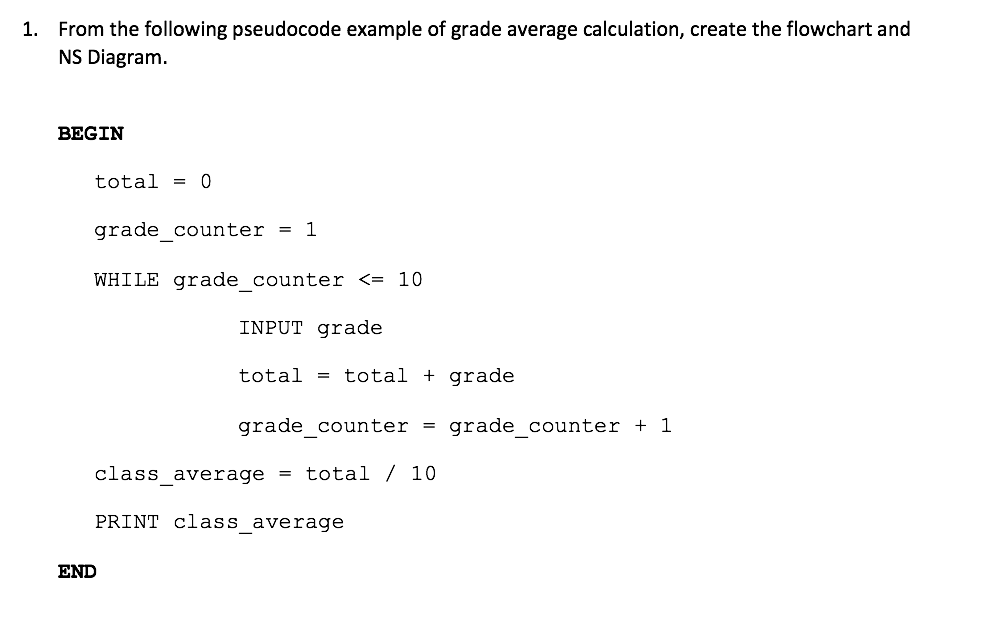 1. From the following pseudocode example of grade average calculation, create the flowchart and
NS Diagram.
BEGIN
total = 0
grade_counter = 1
WHILE grade_counter <= 10
INPUT grade
total = total + grade
grade_counter = grade_counter + 1
class_average = total / 10
PRINT class_average
END